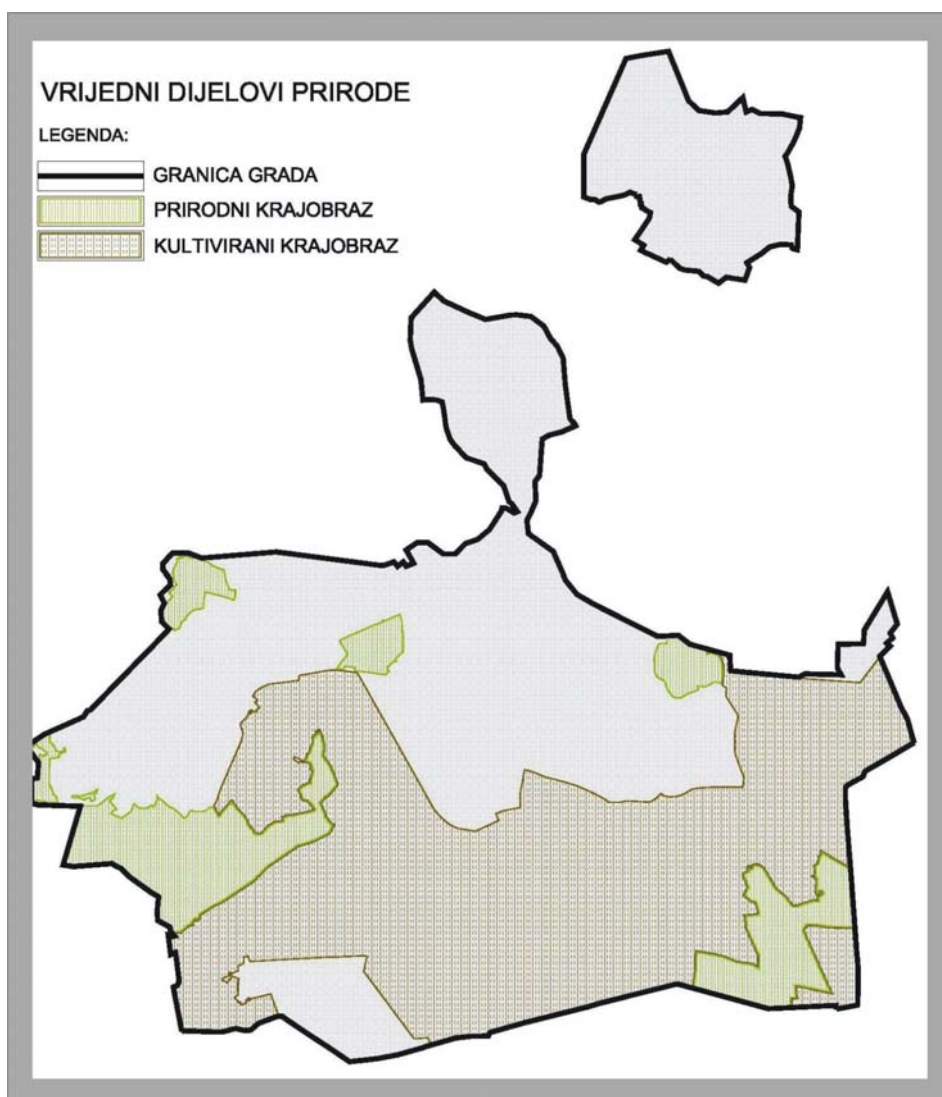 VRIJEDNI DIJELOVI PRIRODE
LEGENDA:
GRANICA GRADA
PRIRODNI KRAJOBRAZ
KULTIVIRANI KRAJOBRAZ